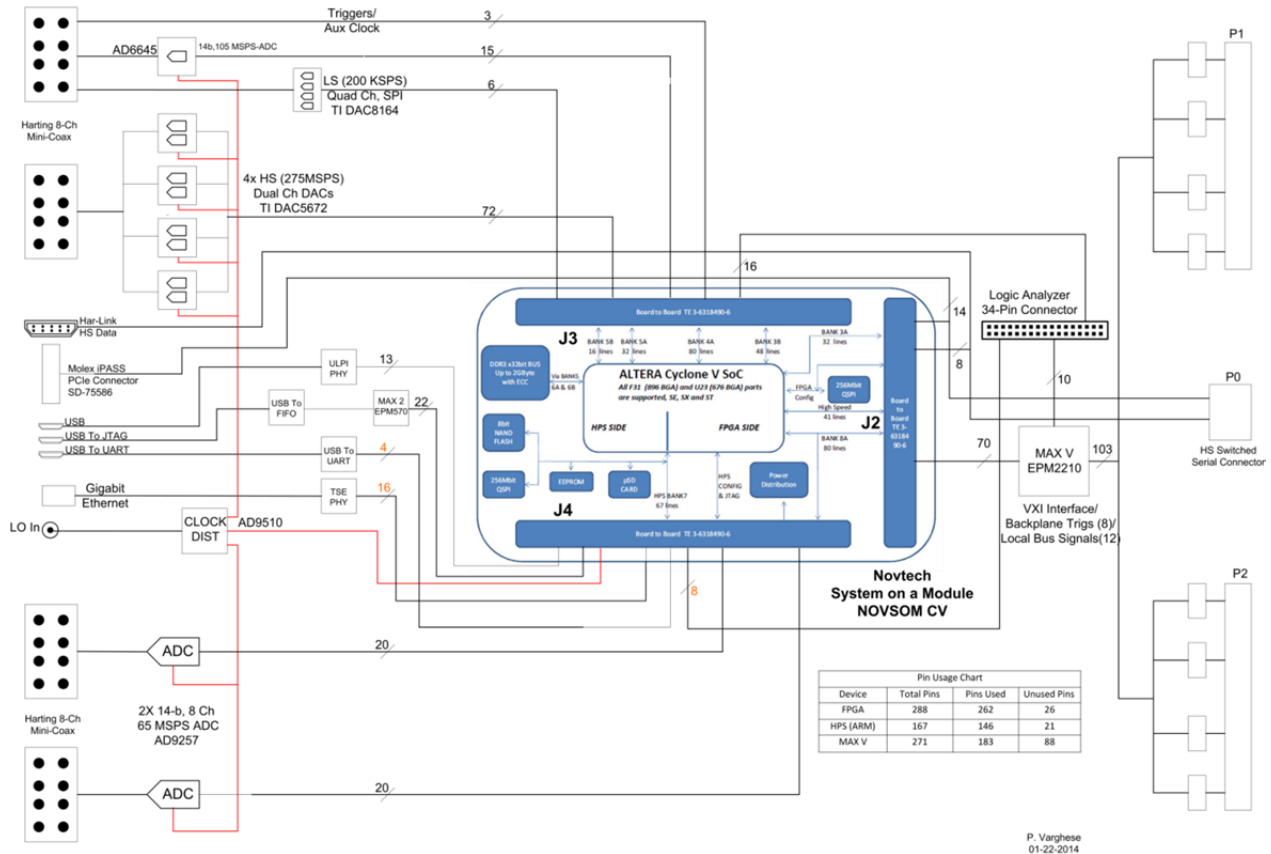 Triggers/
Aux Clock
3
AD6645
14b,105 MSPS-ADC
15
LS (200 KSPS)
Quad Ch, SPI
TI DAC8164
6
Harting 8-Ch
Mini-Coax
4x HS (275MSPS)
Dual Ch DACs
TI DAC5672
72
16
P1
Har-Link
HS Data
Molex iPASS
PCIe Connector
SD-75586
ULPI
PHY
13
USB To
FIFO
MAX 2
EPM570
22
USB
USB To JTAG
USB To UART
USB To
UART
4
Gigabit
Ethernet
TSE
PHY
16
LO In
CLOCK
DIST
AD9510
Board to Board TE 3-6318490-6
J3
BANK 5B
16 lines
BANK 5A
32 lines
BANK 4A
80 lines
BANK 3B
48 lines
BANK 3A
32 lines
DDR3 x32bit BUS
Up to 2GByte
with ECC
Via BANKS
6A & 6B
ALTERA Cyclone V SoC
All F31 (896 BGA) and U23 (676 BGA) parts
are supported, SE, SX and ST
HPS SIDE
FPGA SIDE
FPGA
Config
256Mbit
QSPI
High Speed
41 lines
J2
Board
to
Board
TE 3-
63184
90-6
BANK 8A
80 lines
8bit
NAND
FLASH
256Mbit
QSPI
EEPROM
µSD
CARD
HPS
CONFIG
& JTAG
Power
Distribution
HPS BANK7
67 lines
J4
Board to Board TE 3-6318490-6
Novtech
System on a Module
NOVSOM CV
8
Logic Analyzer
34-Pin Connector
14
8
10
70
MAX V
EPM2210
103
VXI Interface/
Backplane Trigs (8)/
Local Bus Signals(12)
P0
HS Switched
Serial Connector
P2
ADC
20
2X 14-b, 8 Ch
65 MSPS ADC
AD9257
Harting 8-Ch
Mini-Coax
ADC
20
Pin Usage Chart
Device Total Pins Pins Used Unused Pins
FPGA 288 262 26
HPS (ARM) 167 146 21
MAX V 271 183 88
P. Varghese
01-22-2014